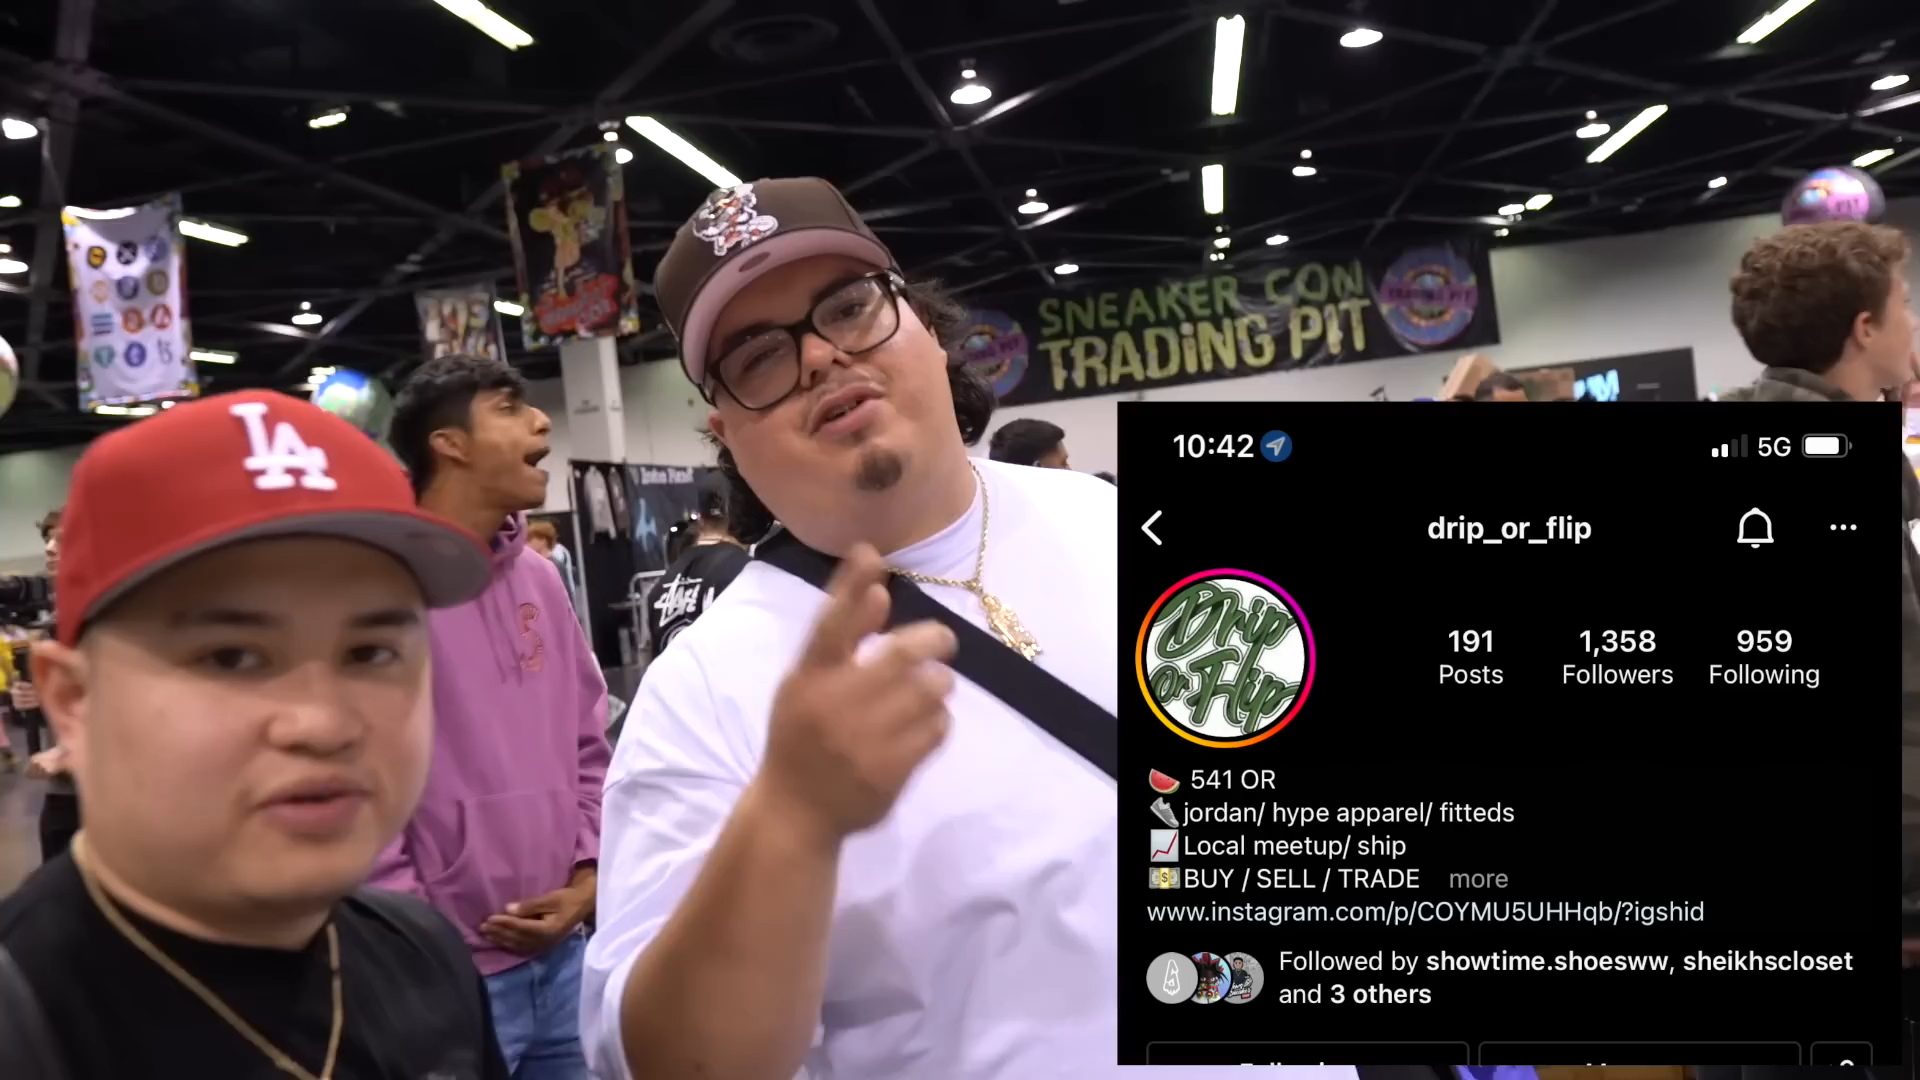 SNEAKER CON
TRADING PIT
LA
10:42
5G
drip_or_flip
Drip
or Flip
191
1,358
959
Posts
Followers
Following
541 OR
jordan/ hype apparel/ fitteds
Local meetup/ ship
BUY / SELL / TRADE more
www.instagram.com/p/COYMU5UHHqb/?igshid
Followed by showtime.shoesww, sheikhscloset
and 3 others